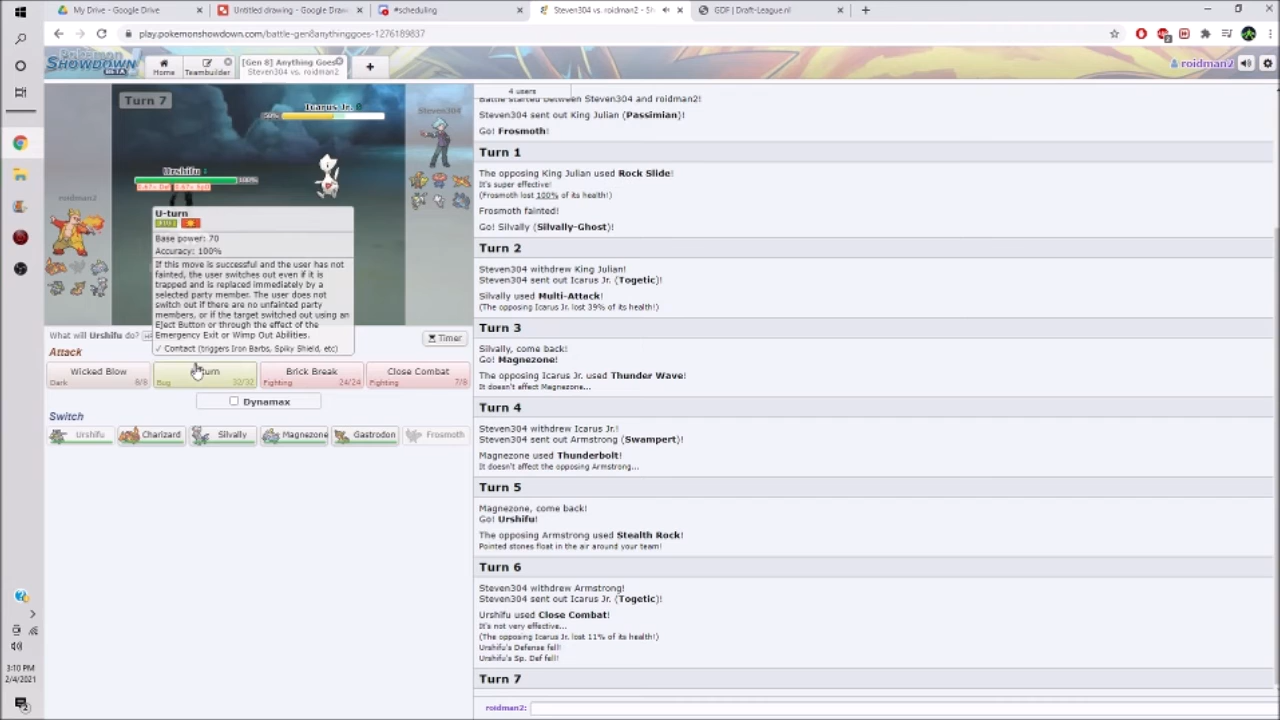 My Drive - Google Drive
Untitled drawing - Google Draw
#scheduling
Steven304 vs. roidman2 - S
GDF | Draft-League.nl
play.pokemonshowdown.com/battle-gen8anythinggoes-1276189837
Pokémon
SHOWDOWN
BETA
Home
Teambuilder
[Gen 8] Anything Goes
Steven304 vs. roidman2
roidman2
Turn 7
Icarus Jr.
Steven304
Urshifu
100%
0.67× Def 0.67× SpD
roidman2
U-turn
Base power: 70
Accuracy: 100%
If this move is successful and the user has not
fainted, the user switches out even if it is
trapped and is replaced immediately by a
selected party member. The user does not
switch out if there are no unfainted party
members, or if the target switched out using an
Eject Button or through the effect of the
Emergency Exit or Wimp Out Abilities.
✓ Contact (triggers Iron Barbs, Spiky Shield, etc)
What will Urshifu do?
Timer
Attack
Wicked Blow
Dark 8/8
Bug 32/32
Brick Break
Fighting 24/24
Close Combat
Fighting 7/8
Dynamax
Switch
Urshifu
Charizard
Silvally
Magnezone
Gastrodon
Frosmoth
4 users
Battle started between Steven304 and roidman2!
Steven304 sent out King Julian (Passimian)!
Go! Frosmoth!
Turn 1
The opposing King Julian used Rock Slide!
It's super effective!
(Frosmoth lost 100% of its health!)
Frosmoth fainted!
Go! Silvally (Silvally-Ghost)!
Turn 2
Steven304 withdrew King Julian!
Steven304 sent out Icarus Jr. (Togetic)!
Silvally used Multi-Attack!
(The opposing Icarus Jr. lost 39% of its health!)
Turn 3
Silvally, come back!
Go! Magnezone!
The opposing Icarus Jr. used Thunder Wave!
It doesn't affect Magnezone...
Turn 4
Steven304 withdrew Icarus Jr.!
Steven304 sent out Armstrong (Swampert)!
Magnezone used Thunderbolt!
It doesn't affect the opposing Armstrong...
Turn 5
Magnezone, come back!
Go! Urshifu!
The opposing Armstrong used Stealth Rock!
Pointed stones float in the air around your team!
Turn 6
Steven304 withdrew Armstrong!
Steven304 sent out Icarus Jr. (Togetic)!
Urshifu used Close Combat!
It's not very effective...
(The opposing Icarus Jr. lost 11% of its health!)
Urshifu's Defense fell!
Urshifu's Sp. Def fell!
Turn 7
roidman2:
3:10 PM
2/4/2021